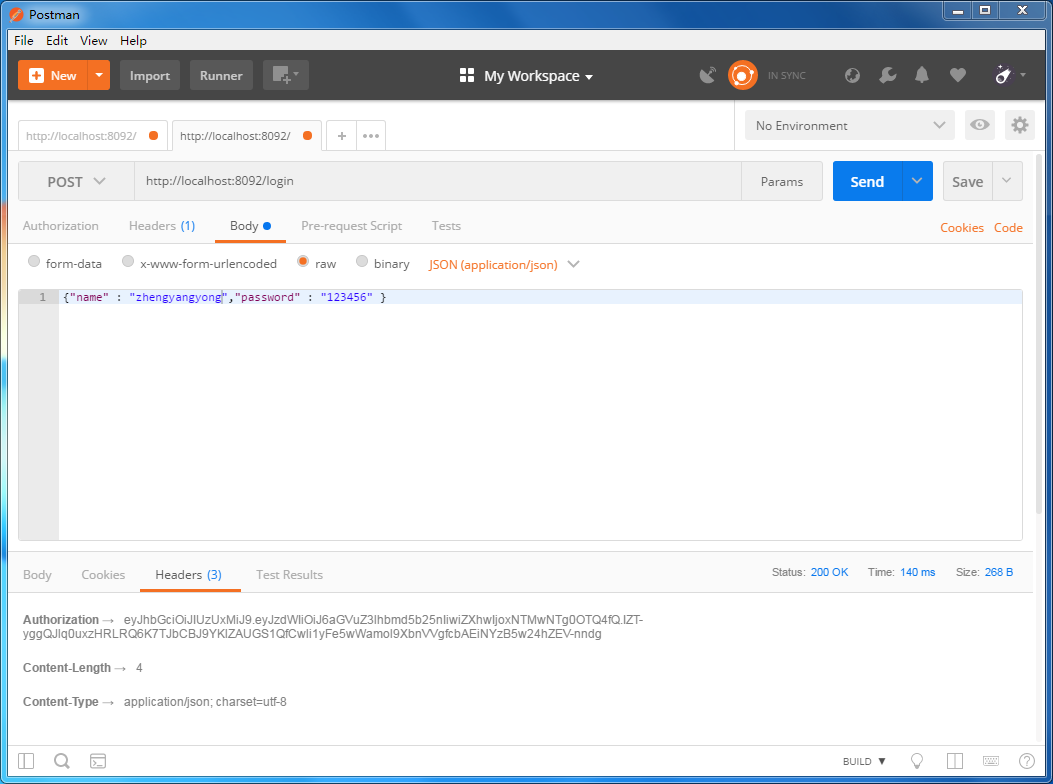 Postman
File Edit View Help
New Import Runner My Workspace IN SYNC
http://localhost:8092/ http://localhost:8092/ + ••• No Environment
POST http://localhost:8092/login Params Send Save
Authorization Headers (1) Body Pre-request Script Tests Cookies Code
form-data x-www-form-urlencoded raw binary JSON (application/json)
1 {"name" : "zhengyangyong","password" : "123456" }
Body Cookies Headers (3) Test Results Status: 200 OK Time: 140 ms Size: 268 B
Authorization → eyJhbGciOiJIUzUxMiJ9.eyJzdWIiOiJ6aGVuZ3lhbmd5b25nIiwiZXhwIjoxNTMwNTg0OTQ4fQ.lZT-
yggQJlq0uxzHRLRQ6K7TJbCBJ9YKlZAUGS1QfCwli1yFe5wWamol9XbnVVgfcbAEiNYzB5w24hZEV-nndg
Content-Length → 4
Content-Type → application/json; charset=utf-8
BUILD ▼